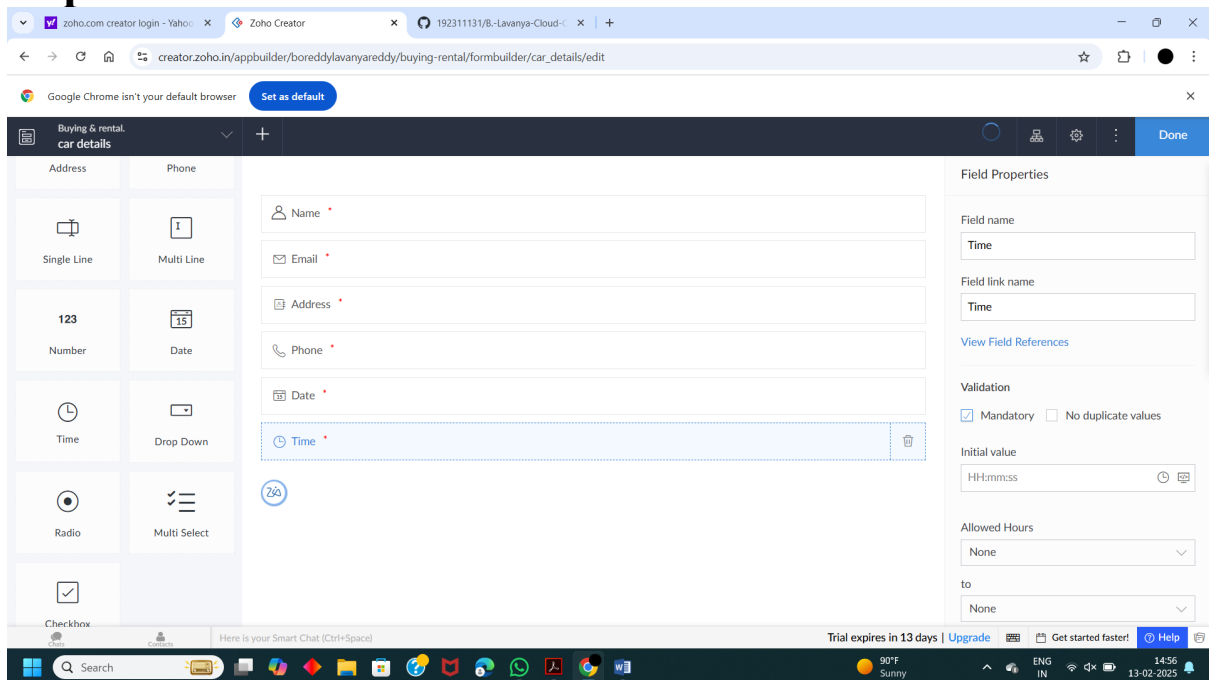 zoho.com creator login - Yahoo
Zoho Creator
192311131/B.-Lavanya-Cloud-C
creator.zoho.in/appbuilder/boreddylavanyareddy/buying-rental/formbuilder/car_details/edit
Google Chrome isn't your default browser
Set as default
Buying & rental.
car details
Done
Address
Phone
Single Line
Multi Line
123
Number
15
Date
Time
Drop Down
Radio
Multi Select
Checkbox
Name *
Email *
Address *
Phone *
Date *
Time *
Zia
Field Properties
Field name
Time
Field link name
Time
View Field References
Validation
Mandatory
No duplicate values
Initial value
HH:mm:ss
Allowed Hours
None
to
None
Chats
Contacts
Here is your Smart Chat (Ctrl+Space)
Trial expires in 13 days | Upgrade
Get started faster!
Help
Search
90°F
Sunny
ENG
IN
14:56
13-02-2025